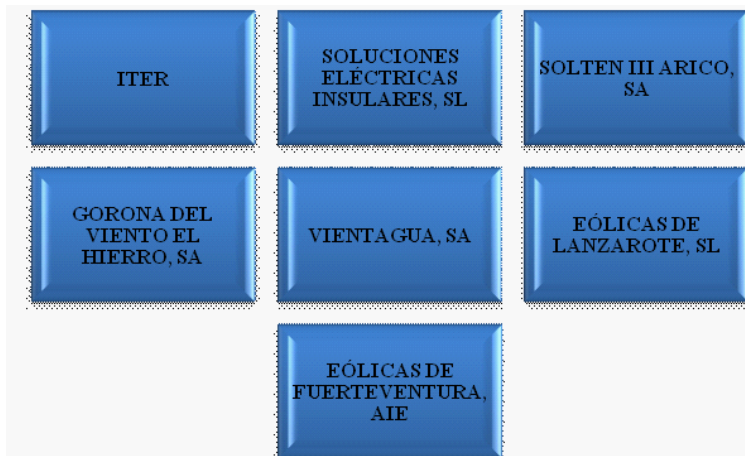 ITER
SOLUCIONES
ELÉCTRICAS
INSULARES, SL
SOLTEN III ARICO,
SA
GORONA DEL
VIENTO EL
HIERRO, SA
VIENTAGUA, SA
EÓLICAS DE
LANZAROTE, SL
EÓLICAS DE
FUERTEVENTURA,
AIE